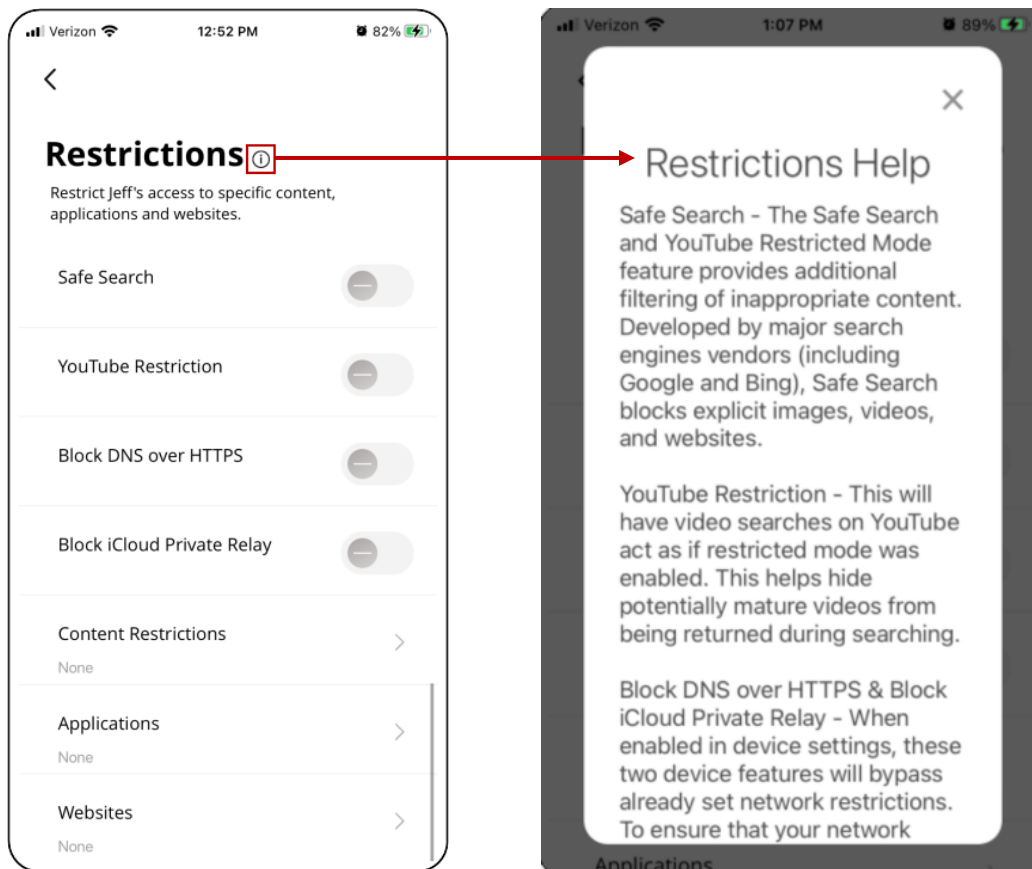 Verizon 12:52 PM 82%
Restrictions
Restrict Jeff's access to specific content,
applications and websites.
Safe Search
YouTube Restriction
Block DNS over HTTPS
Block iCloud Private Relay
Content Restrictions
None
Applications
None
Websites
None
Verizon 1:07 PM 89%
Restrictions Help
Safe Search - The Safe Search
and YouTube Restricted Mode
feature provides additional
filtering of inappropriate content.
Developed by major search
engines vendors (including
Google and Bing), Safe Search
blocks explicit images, videos,
and websites.
YouTube Restriction - This will
have video searches on YouTube
act as if restricted mode was
enabled. This helps hide
potentially mature videos from
being returned during searching.
Block DNS over HTTPS & Block
iCloud Private Relay - When
enabled in device settings, these
two device features will bypass
already set network restrictions.
To ensure that your network
Applications